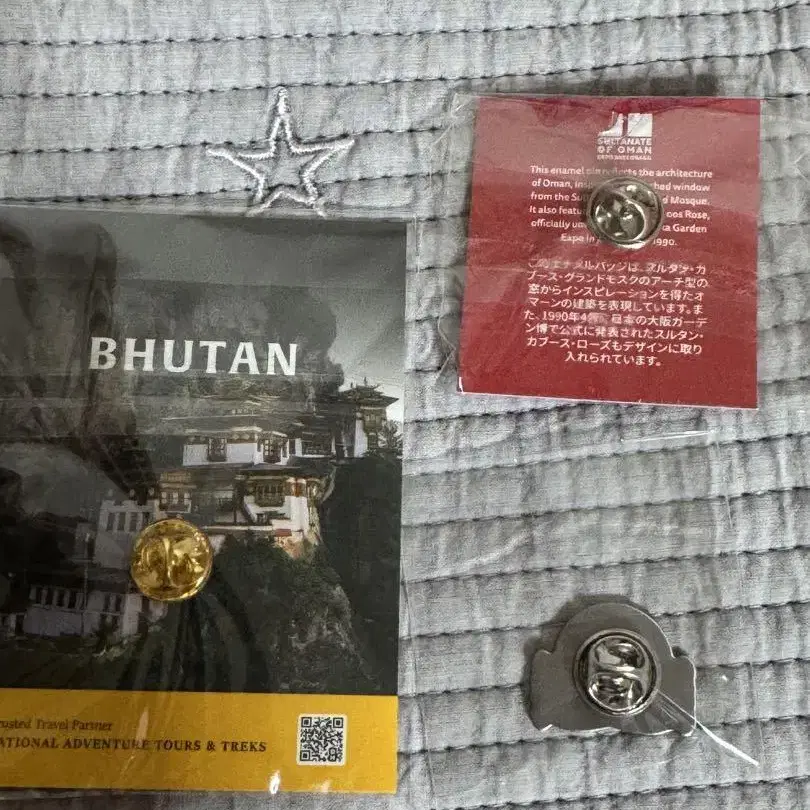 BHUTAN
rusted Travel Partner
ATIONAL ADVENTURE TOURS & TREKS
SULTANATE
OF OMAN
EXPO 2025 OSAKA
This enamel pin reflects the architecture
of Oman, ins hed window
from the Su d Mosque.
It also featu os Rose,
officially un ka Garden
Expo in 1990.
このエナメルバッジは、スルタン・カ
ブース・グランドモスクのアーチ型の
窓からインスピレーションを得たオ
マーンの建築を表現しています。ま
た、1990年4月、日本の大阪ガーデ
ン博で公式に発表されたスルタン・
カブース・ローズもデザインに取り
入れられています。